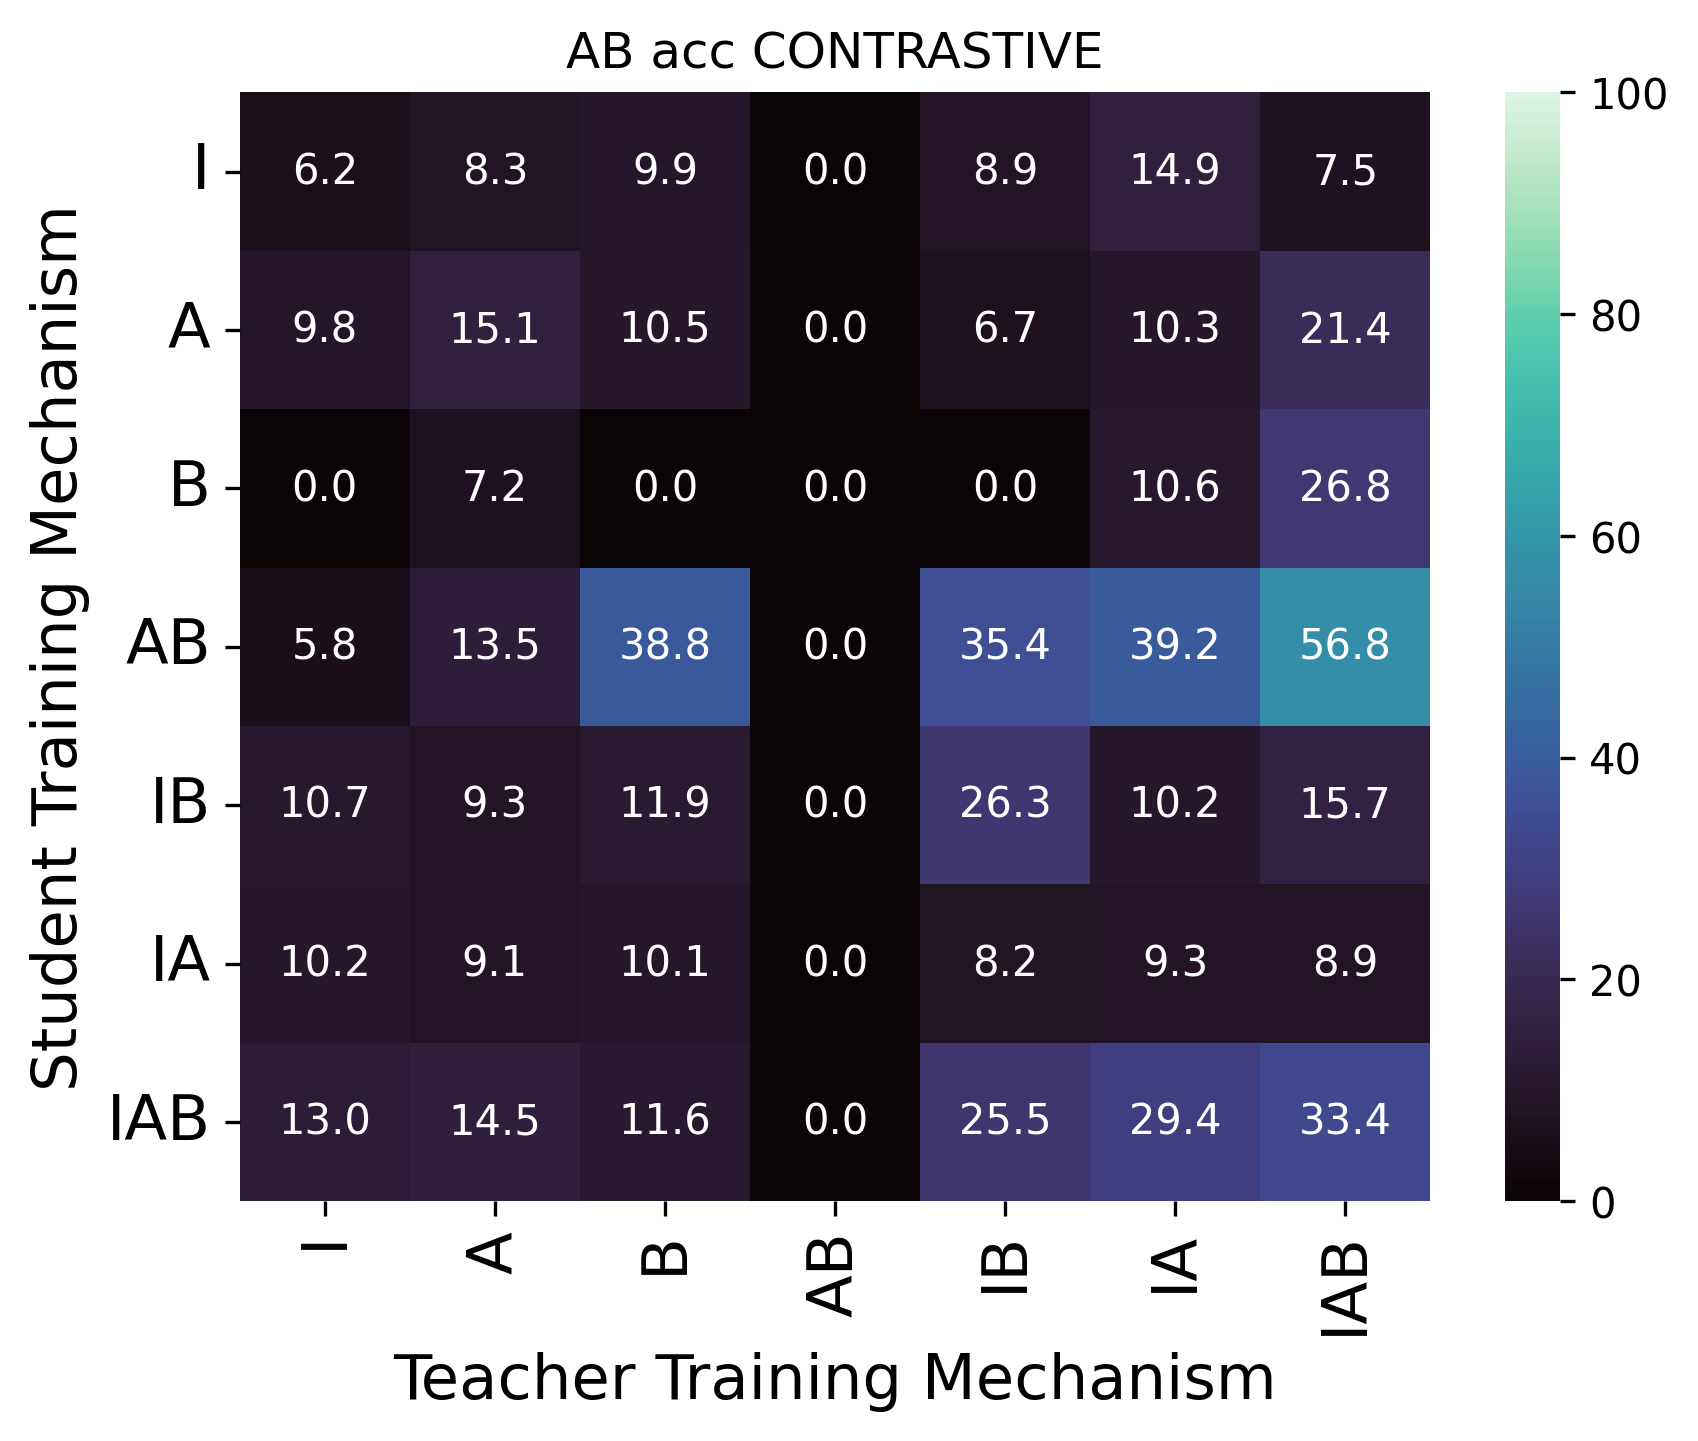 AB acc CONTRASTIVE
Student Training Mechanism
I 6.2 8.3 9.9 0.0 8.9 14.9 7.5
A 9.8 15.1 10.5 0.0 6.7 10.3 21.4
B 0.0 7.2 0.0 0.0 0.0 10.6 26.8
AB 5.8 13.5 38.8 0.0 35.4 39.2 56.8
IB 10.7 9.3 11.9 0.0 26.3 10.2 15.7
IA 10.2 9.1 10.1 0.0 8.2 9.3 8.9
IAB 13.0 14.5 11.6 0.0 25.5 29.4 33.4
I A B AB IB IA IAB
Teacher Training Mechanism
100
80
60
40
20
0